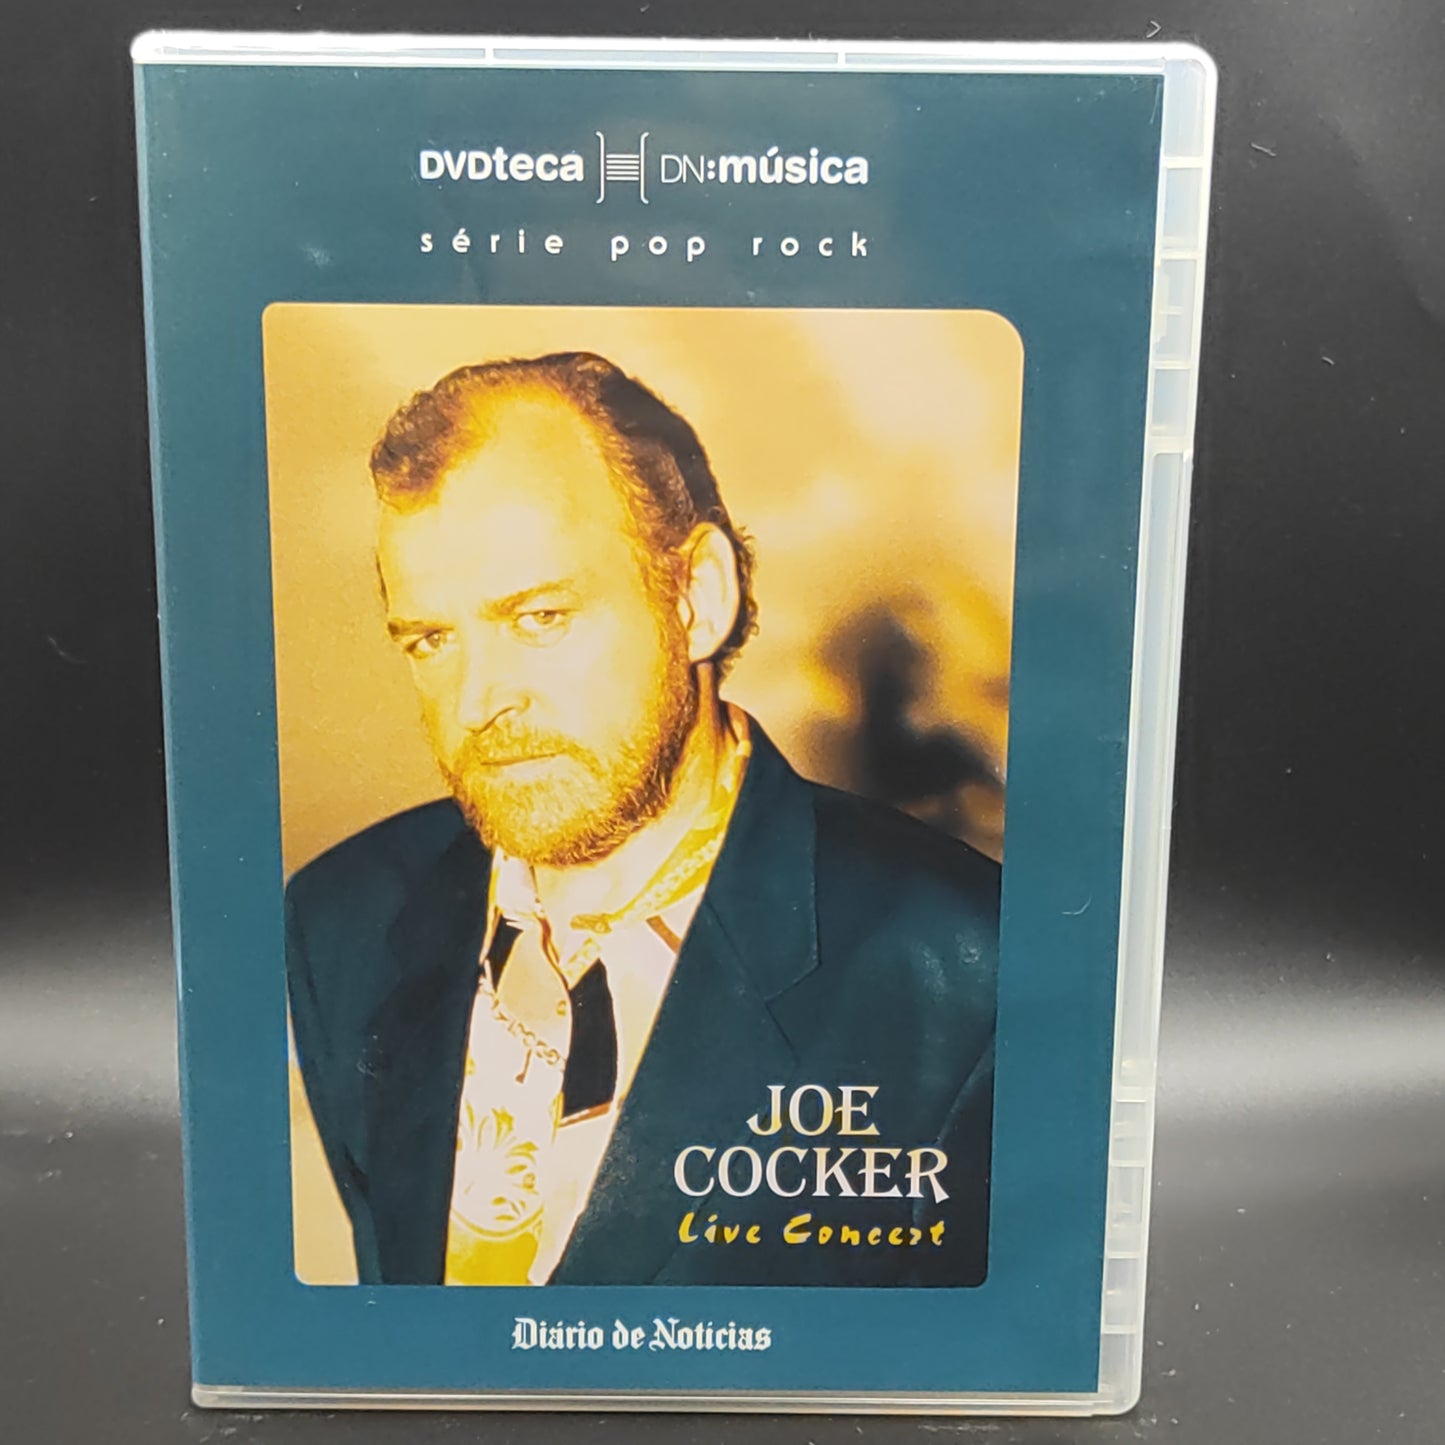 DVDteca DN:música
série pop rock
JOE
COCKER
Live Concert
Diário de Notícias